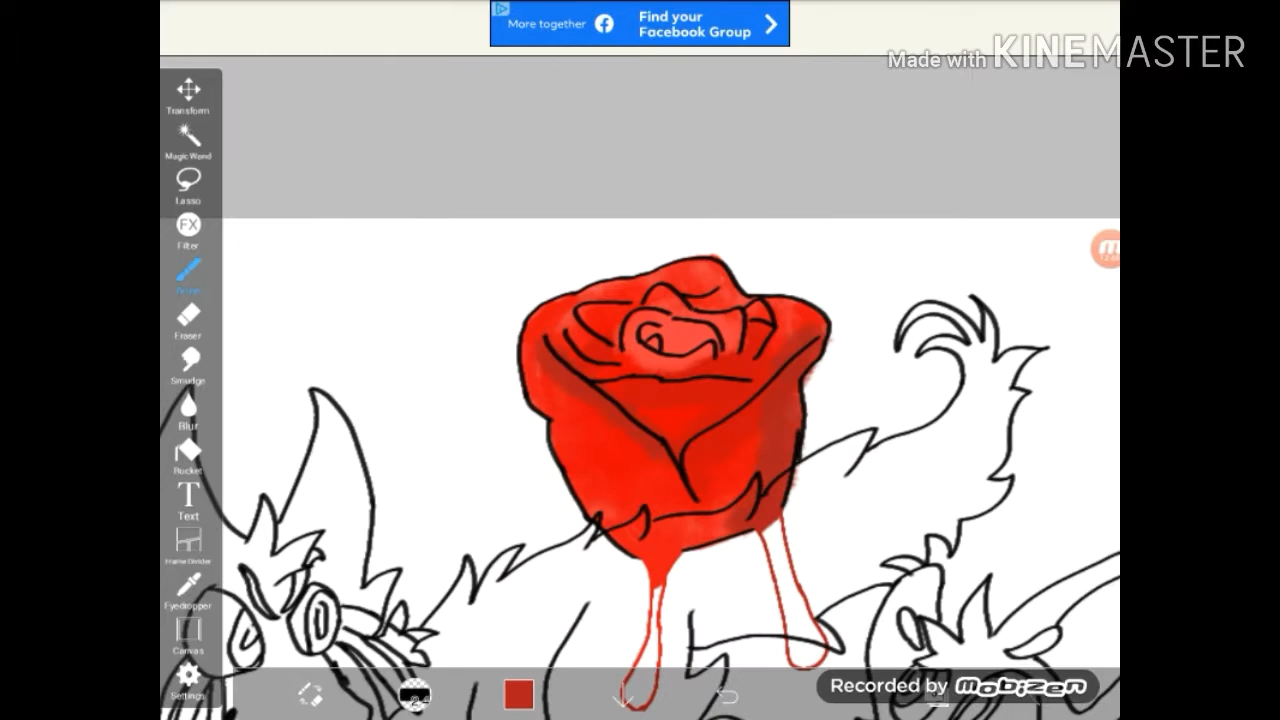 More together
Find your
Facebook Group
Made with KINEMASTER
Transform
Magic Wand
Lasso
FX
Filter
Eraser
Smudge
Blur
Bucket
T
Text
Frame Divider
Eyedropper
Canvas
Settings
Recorded by mobizen